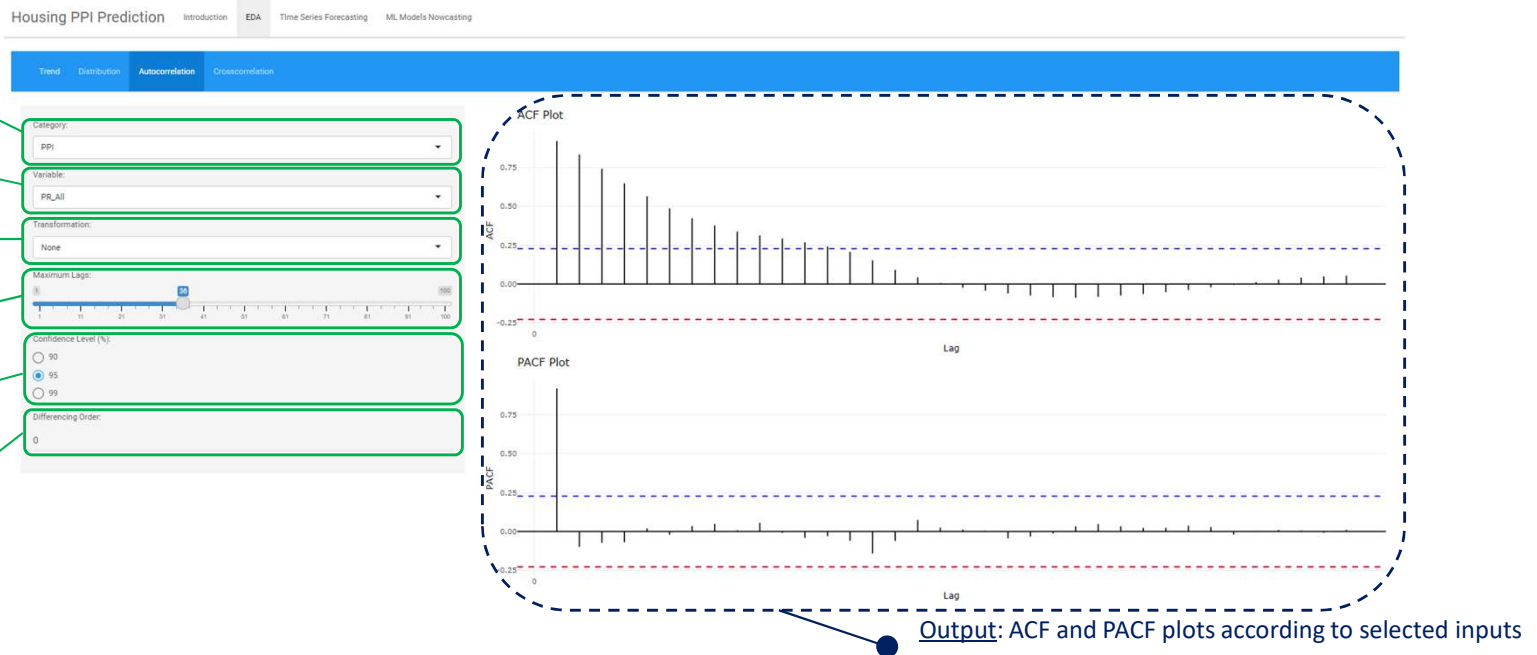 Housing PPI Prediction Introduction EDA TIme Series Forecasting ML Models Nowcasting
Trend Distribution Autocorrelation Crosscorrelation
Category:
PPI
Variable:
PR_All
Transformation:
None
Maximum Lags:
1 36 100
1 11 21 31 41 51 61 71 81 91 100
Confidence Level (%):
90
95
99
Differencing Order:
0
ACF Plot
0.75
0.50
0.25
0.00
-0.25
ACF
0
Lag
PACF Plot
0.75
0.50
0.25
0.00
-0.25
PACF
0
Lag
Output: ACF and PACF plots according to selected inputs